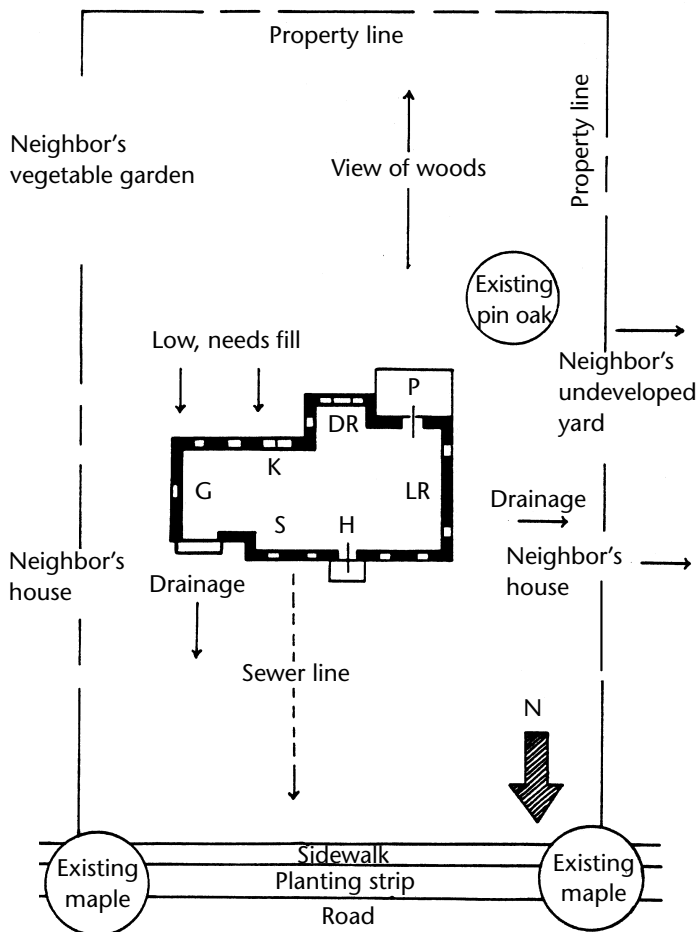 Property line
Property line
Neighbor's
vegetable garden
View of woods
Existing
pin oak
Low, needs fill
Neighbor's
undeveloped
yard
P
DR
K
G
LR
S
H
Drainage
Neighbor's
house
Neighbor's
house
Drainage
Sewer line
N
Sidewalk
Existing
maple
Planting strip
Existing
maple
Road